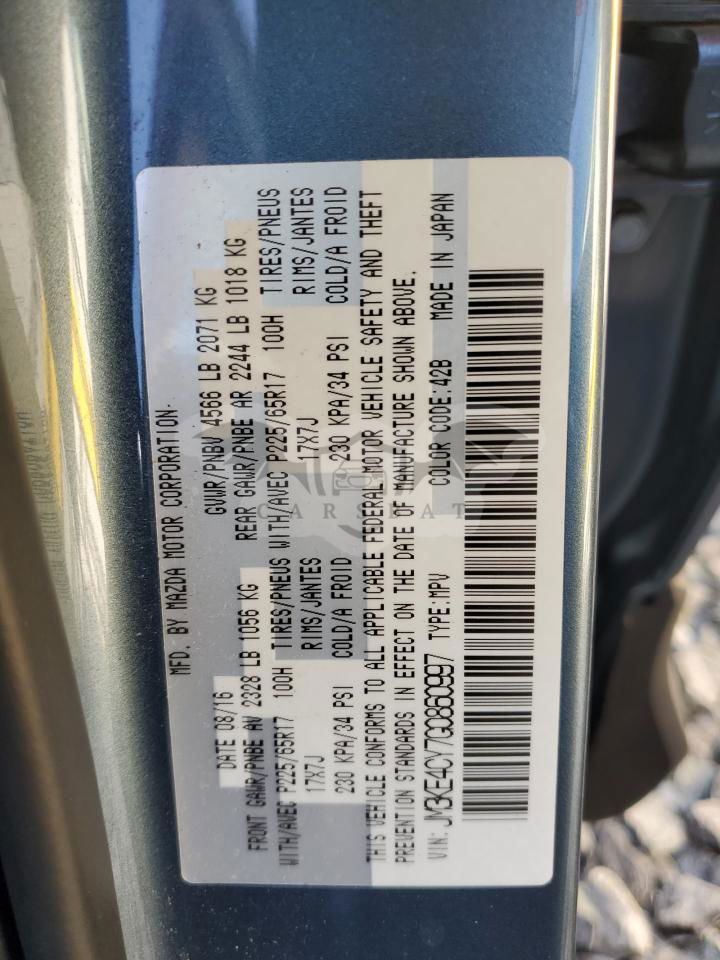 MFD. BY MAZDA MOTOR CORPORATION
DATE 08/16 GVWR/PNBV 4566 LB 2071 KG
FRONT GAWR/PNBE AV 2328 LB 1056 KG REAR GAWR/PNBE AR 2244 LB 1018 KG
WITH/AVEC P225/65R17 100H TIRES/PNEUS WITH/AVEC P225/65R17 100H TIRES/PNEUS
17X7J RIMS/JANTES 17X7J RIMS/JANTES
230 KPA/34 PSI COLD/A FROID 230 KPA/34 PSI COLD/A FROID
THIS VEHICLE CONFORMS TO ALL APPLICABLE FEDERAL MOTOR VEHICLE SAFETY AND THEFT
PREVENTION STANDARDS IN EFFECT ON THE DATE OF MANUFACTURE SHOWN ABOVE.
VIN: JM3KE4CY7G0860997 TYPE:MPV COLOR CODE:42B MADE IN JAPAN